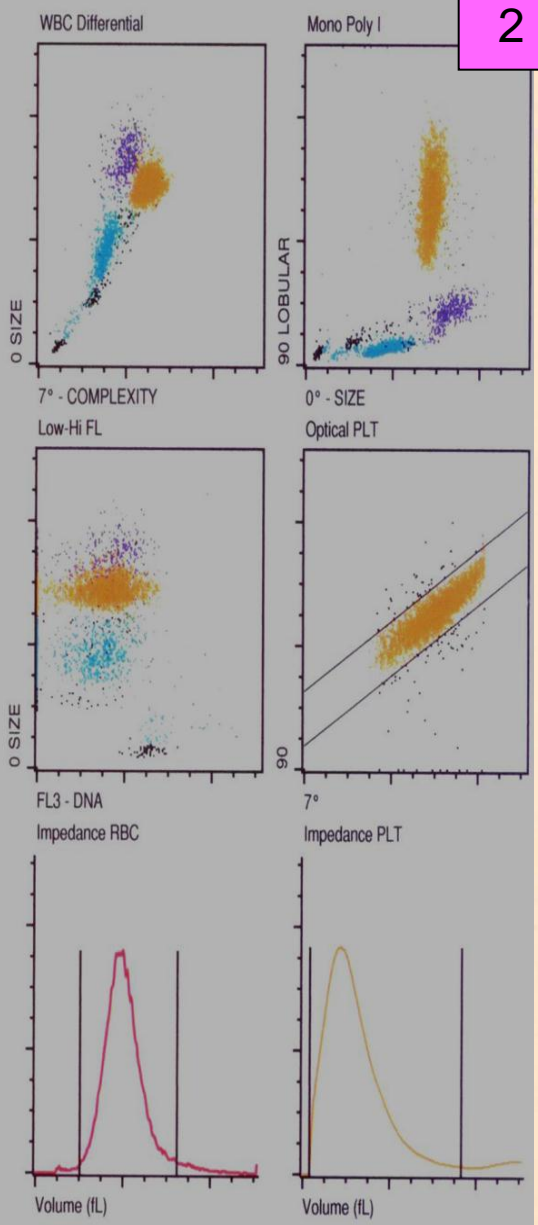 2
WBC Differential
Mono Poly I
0 SIZE
90 LOBULAR
7° - COMPLEXITY
0° - SIZE
Low-Hi FL
Optical PLT
0 SIZE
90
FL3 - DNA
7°
Impedance RBC
Impedance PLT
Volume (fL)
Volume (fL)